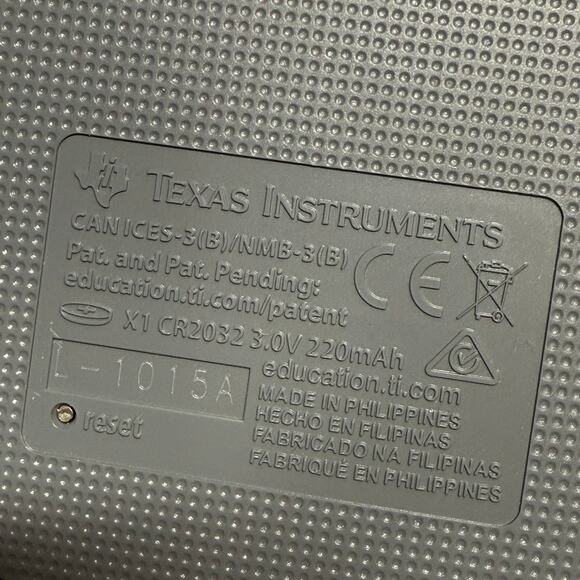 TEXAS INSTRUMENTS
CAN ICES-3(B)/NMB-3(B)
Pat. and Pat. Pending:
education.ti.com/patent
X1 CR2032 3.0V 220mAh
education.ti.com
L-1015A
MADE IN PHILIPPINES
HECHO EN FILIPINAS
FABRICADO NA FILIPINAS
FABRIQUÉ EN PHILIPPINES
reset